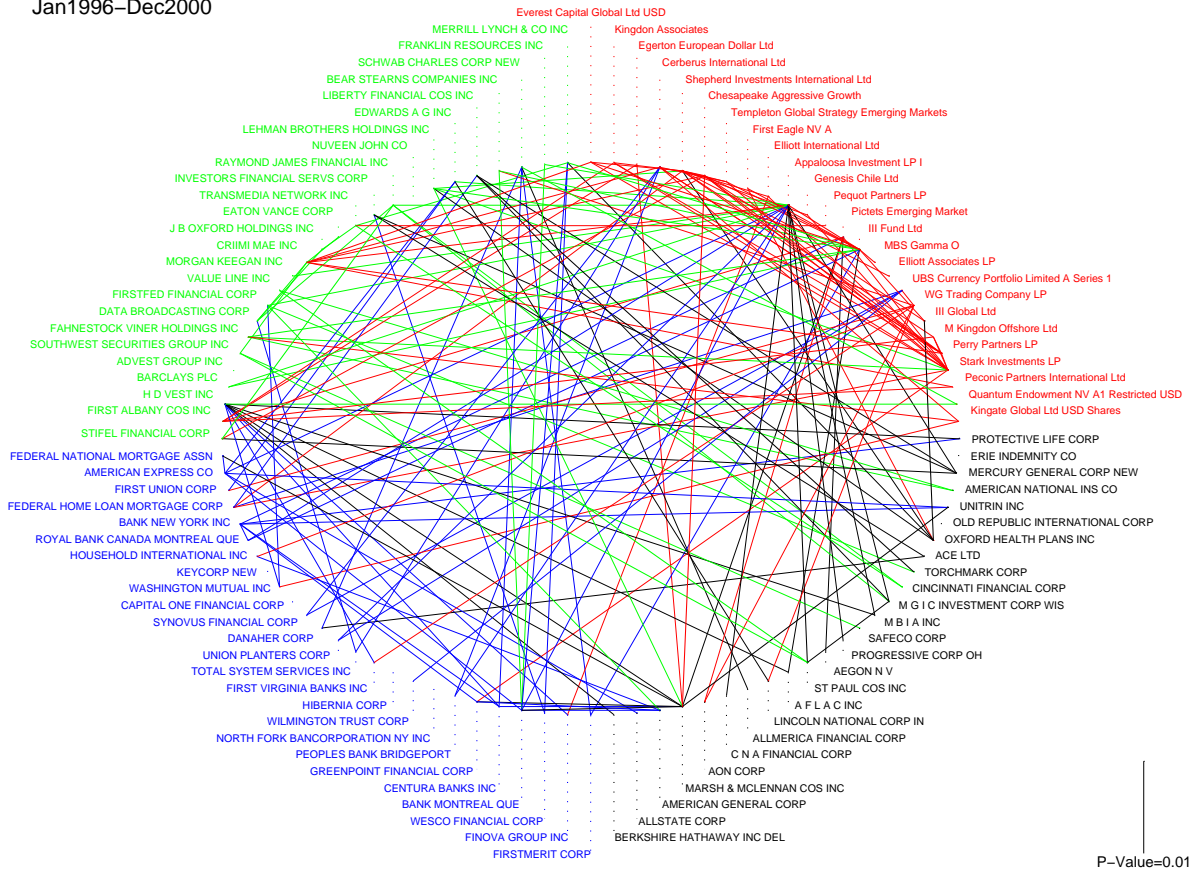 Jan1996–Dec2000
Everest Capital Global Ltd USD
Kingdon Associates
Egerton European Dollar Ltd
Cerberus International Ltd
Shepherd Investments International Ltd
Chesapeake Aggressive Growth
Templeton Global Strategy Emerging Markets
First Eagle NV A
Elliott International Ltd
Appaloosa Investment LP I
Genesis Chile Ltd
Pequot Partners LP
Pictets Emerging Market
III Fund Ltd
MBS Gamma O
Elliott Associates LP
UBS Currency Portfolio Limited A Series 1
WG Trading Company LP
III Global Ltd
M Kingdon Offshore Ltd
Perry Partners LP
Stark Investments LP
Peconic Partners International Ltd
Quantum Endowment NV A1 Restricted USD
Kingate Global Ltd USD Shares
PROTECTIVE LIFE CORP
ERIE INDEMNITY CO
MERCURY GENERAL CORP NEW
AMERICAN NATIONAL INS CO
UNITRIN INC
OLD REPUBLIC INTERNATIONAL CORP
OXFORD HEALTH PLANS INC
ACE LTD
TORCHMARK CORP
CINCINNATI FINANCIAL CORP
M G I C INVESTMENT CORP WIS
M B I A INC
SAFECO CORP
PROGRESSIVE CORP OH
AEGON N V
ST PAUL COS INC
A F L A C INC
LINCOLN NATIONAL CORP IN
ALLMERICA FINANCIAL CORP
C N A FINANCIAL CORP
AON CORP
MARSH & MCLENNAN COS INC
AMERICAN GENERAL CORP
ALLSTATE CORP
BERKSHIRE HATHAWAY INC DEL
MERRILL LYNCH & CO INC
FRANKLIN RESOURCES INC
SCHWAB CHARLES CORP NEW
BEAR STEARNS COMPANIES INC
LIBERTY FINANCIAL COS INC
EDWARDS A G INC
LEHMAN BROTHERS HOLDINGS INC
NUVEEN JOHN CO
RAYMOND JAMES FINANCIAL INC
INVESTORS FINANCIAL SERVS CORP
TRANSMEDIA NETWORK INC
EATON VANCE CORP
J B OXFORD HOLDINGS INC
CRIIMI MAE INC
MORGAN KEEGAN INC
VALUE LINE INC
FIRSTFED FINANCIAL CORP
DATA BROADCASTING CORP
FAHNESTOCK VINER HOLDINGS INC
SOUTHWEST SECURITIES GROUP INC
ADVEST GROUP INC
BARCLAYS PLC
H D VEST INC
FIRST ALBANY COS INC
STIFEL FINANCIAL CORP
FEDERAL NATIONAL MORTGAGE ASSN
AMERICAN EXPRESS CO
FIRST UNION CORP
FEDERAL HOME LOAN MORTGAGE CORP
BANK NEW YORK INC
ROYAL BANK CANADA MONTREAL QUE
HOUSEHOLD INTERNATIONAL INC
KEYCORP NEW
WASHINGTON MUTUAL INC
CAPITAL ONE FINANCIAL CORP
SYNOVUS FINANCIAL CORP
DANAHER CORP
UNION PLANTERS CORP
TOTAL SYSTEM SERVICES INC
FIRST VIRGINIA BANKS INC
HIBERNIA CORP
WILMINGTON TRUST CORP
NORTH FORK BANCORPORATION NY INC
PEOPLES BANK BRIDGEPORT
GREENPOINT FINANCIAL CORP
CENTURA BANKS INC
BANK MONTREAL QUE
WESCO FINANCIAL CORP
FINOVA GROUP INC
FIRSTMERIT CORP
P−Value=0.01